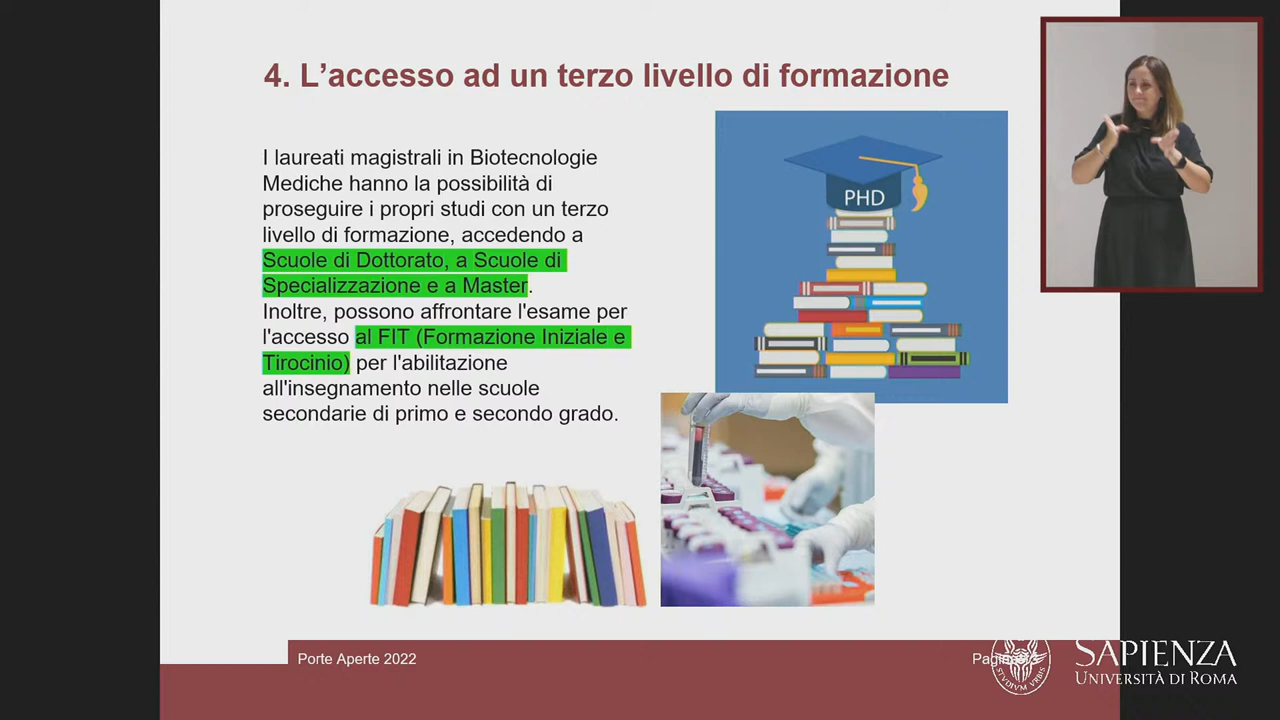 4. L’accesso ad un terzo livello di formazione
I laureati magistrali in Biotecnologie
Mediche hanno la possibilità di
proseguire i propri studi con un terzo
livello di formazione, accedendo a
Scuole di Dottorato, a Scuole di
Specializzazione e a Master.
Inoltre, possono affrontare l'esame per
l'accesso al FIT (Formazione Iniziale e
Tirocinio) per l'abilitazione
all'insegnamento nelle scuole
secondarie di primo e secondo grado.
PHD
Porte Aperte 2022
STUDIUM URBIS
SAPIENZA
UNIVERSITÀ DI ROMA